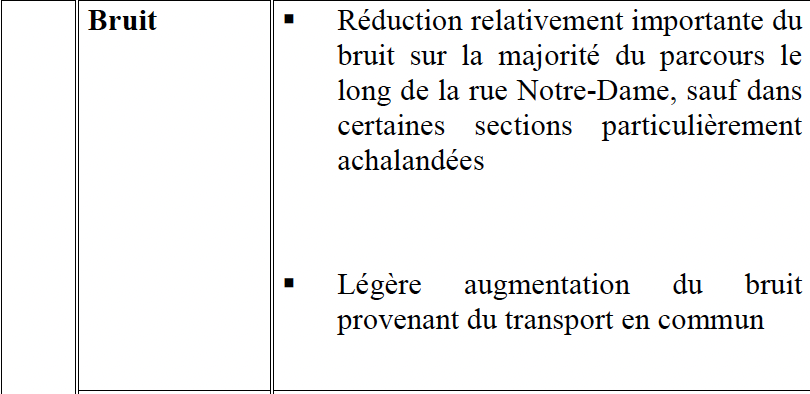 Bruit
▪ Réduction relativement importante du
bruit sur la majorité du parcours le
long de la rue Notre-Dame, sauf dans
certaines sections particulièrement
achalandées
▪ Légère augmentation du bruit
provenant du transport en commun